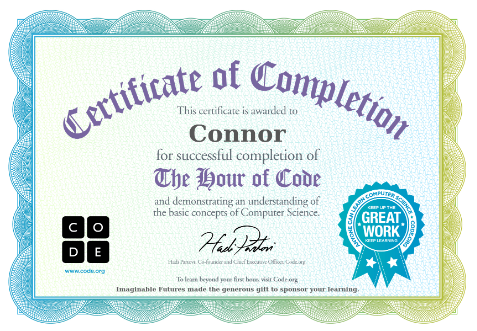 Certificate of Completion
This certificate is awarded to
Connor
for successful completion of
The Hour of Code
and demonstrating an understanding of
the basic concepts of Computer Science.
Hadi Partovi
Hadi Partovi, Co-founder and Chief Executive Officer, Code.org
To learn beyond your first hour, visit Code.org
Imaginable Futures made the generous gift to sponsor your learning.
CO
DE
www.code.org
ANYONE CAN LEARN COMPUTER SCIENCE
KEEP UP THE
GREAT
WORK
KEEP LEARNING